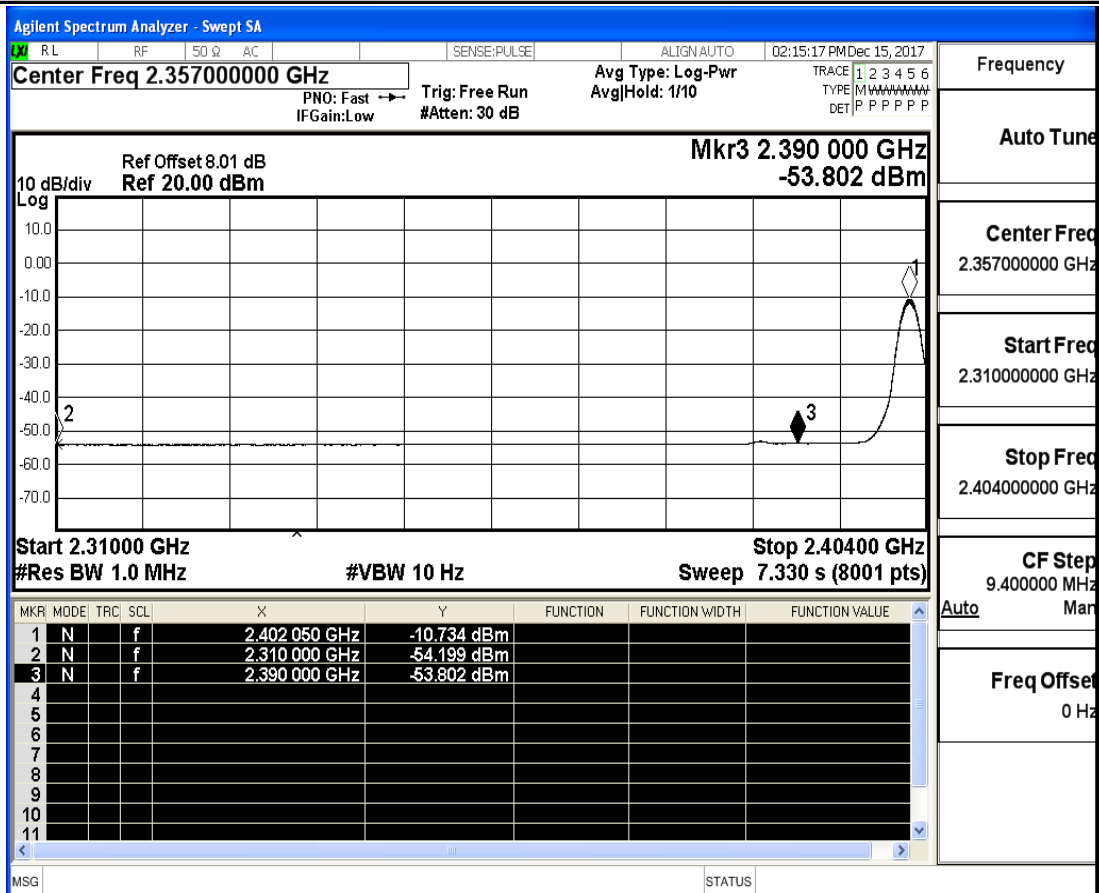 Agilent Spectrum Analyzer - Swept SA
LXI RL RF 50 Ω AC SENSE:PULSE ALIGN AUTO 02:15:17 PM Dec 15, 2017
Center Freq 2.357000000 GHz
PNO: Fast
IFGain:Low
Trig: Free Run
#Atten: 30 dB
Avg Type: Log-Pwr
Avg|Hold: 1/10
TRACE 1 2 3 4 5 6
TYPE M WWWWW
DET P P P P P P
Ref Offset 8.01 dB
10 dB/div Ref 20.00 dBm
Log
Mkr3 2.390 000 GHz
-53.802 dBm
10.0
0.00
-10.0
-20.0
-30.0
-40.0
-50.0
-60.0
-70.0
1
2
3
Start 2.31000 GHz Stop 2.40400 GHz
#Res BW 1.0 MHz #VBW 10 Hz Sweep 7.330 s (8001 pts)
MKR MODE TRC SCL X Y FUNCTION FUNCTION WIDTH FUNCTION VALUE
1 N f 2.402 050 GHz -10.734 dBm
2 N f 2.310 000 GHz -54.199 dBm
3 N f 2.390 000 GHz -53.802 dBm
4
5
6
7
8
9
10
11
MSG STATUS
Frequency
Auto Tune
Center Freq
2.357000000 GHz
Start Freq
2.310000000 GHz
Stop Freq
2.404000000 GHz
CF Step
9.400000 MHz
Auto Man
Freq Offset
0 Hz